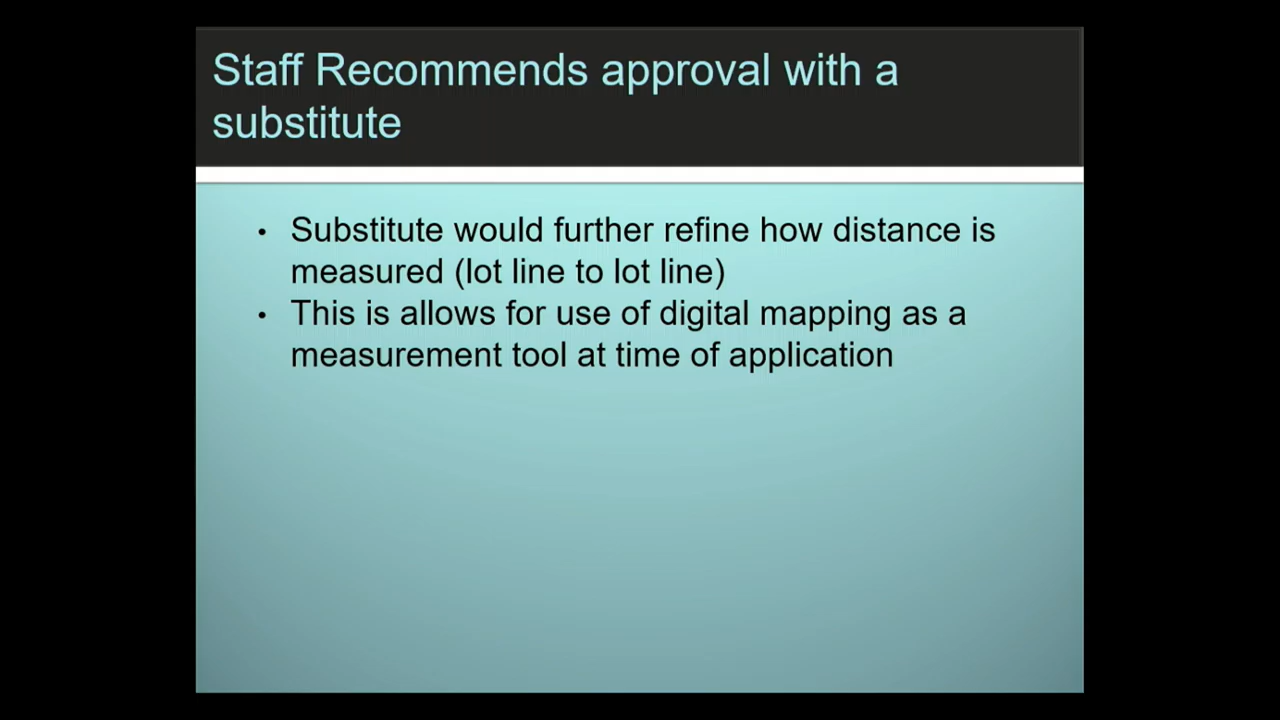 Staff Recommends approval with a
substitute
• Substitute would further refine how distance is
measured (lot line to lot line)
• This is allows for use of digital mapping as a
measurement tool at time of application